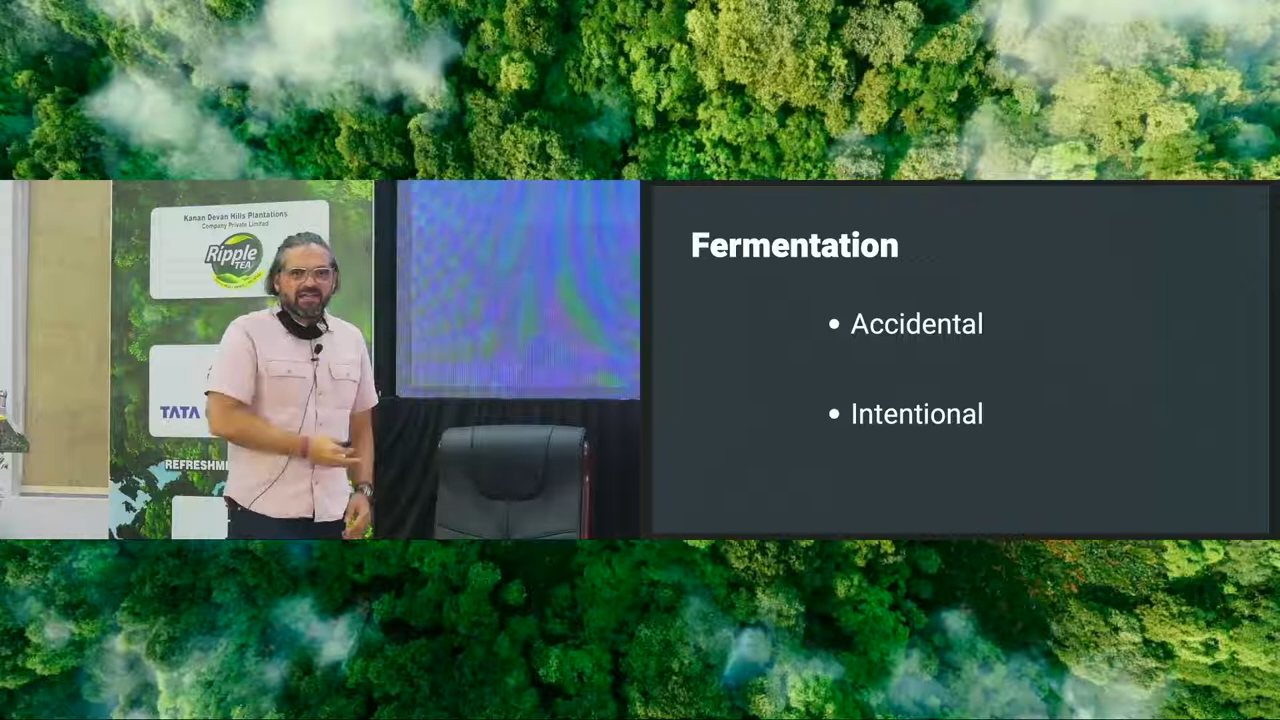 Kanan Devan Hills Plantations
Company Private Limited
Ripple
TEA
TATA
REFRESHM
Fermentation
• Accidental
• Intentional